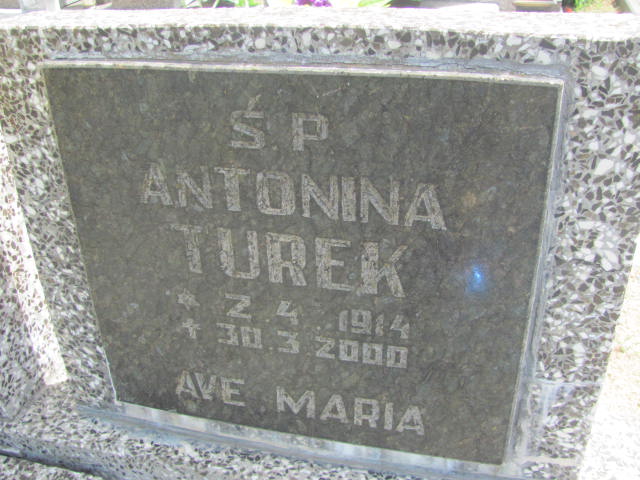 Ś.P.
ANTONINA
TUREK
* 2.4.1914
+ 30.3.2000
AVE MARIA